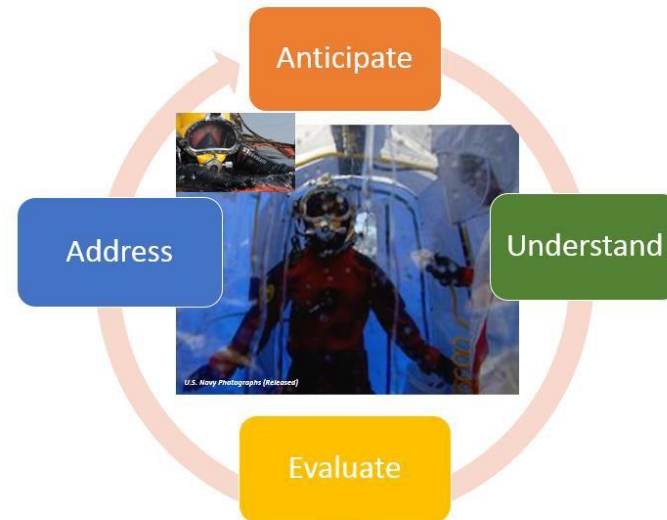 Anticipate
Address
Understand
U.S. Navy Photographs (Released)
Evaluate